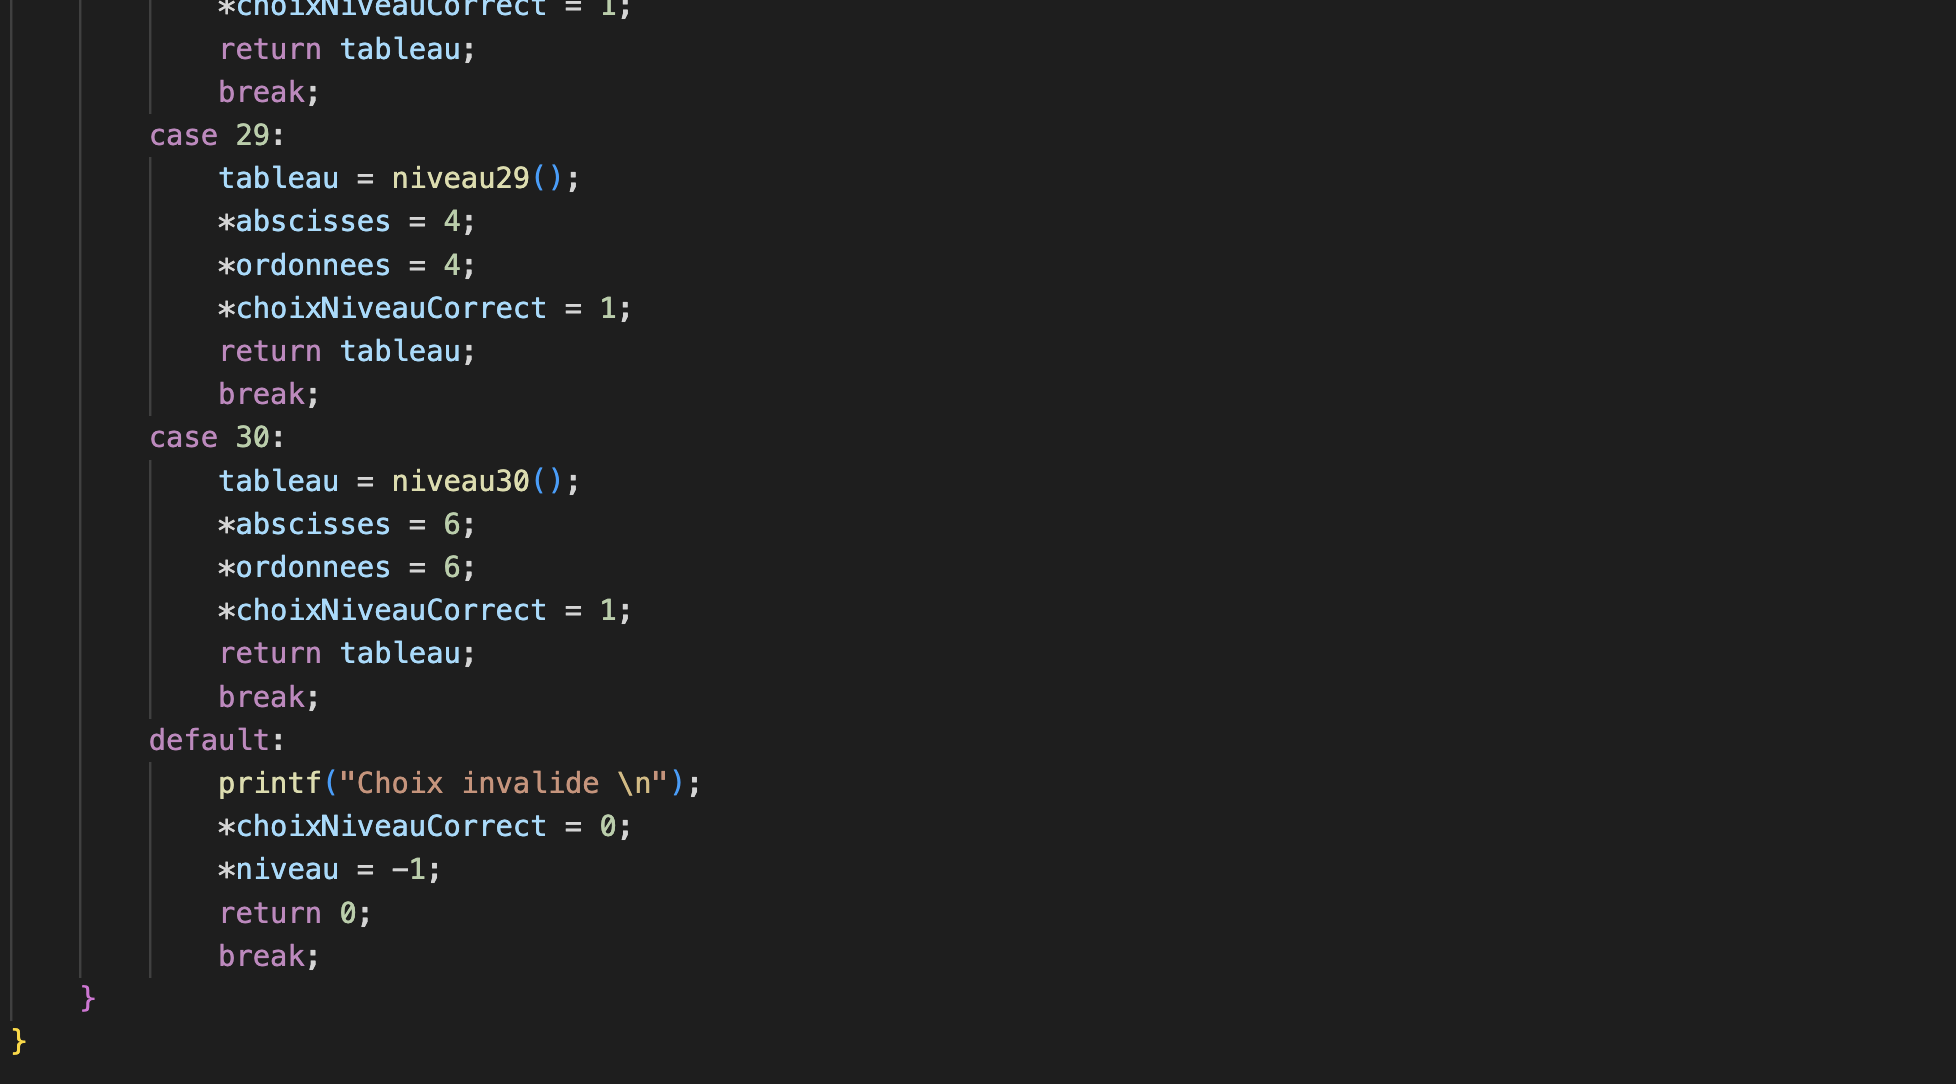 *choixNiveauCorrect = 1;
return tableau;
break;
case 29:
tableau = niveau29();
*abscisses = 4;
*ordonnees = 4;
*choixNiveauCorrect = 1;
return tableau;
break;
case 30:
tableau = niveau30();
*abscisses = 6;
*ordonnees = 6;
*choixNiveauCorrect = 1;
return tableau;
break;
default:
printf("Choix invalide \n");
*choixNiveauCorrect = 0;
*niveau = -1;
return 0;
break;
}
}